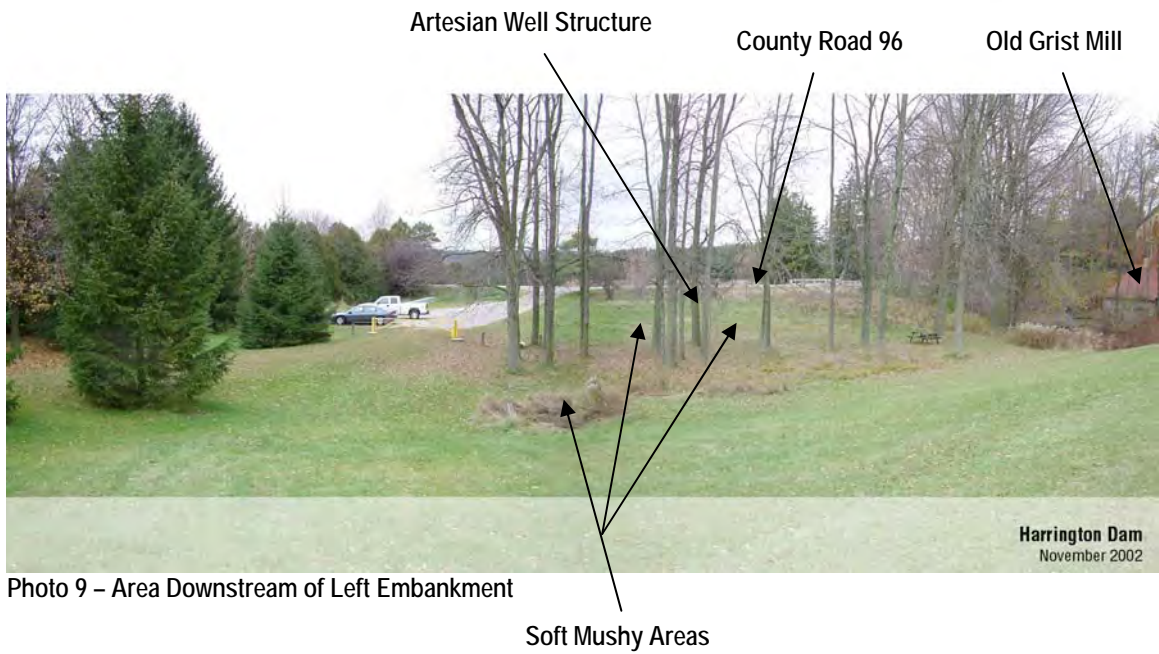 Artesian Well Structure
County Road 96
Old Grist Mill
Harrington Dam
November 2002
Photo 9 – Area Downstream of Left Embankment
Soft Mushy Areas